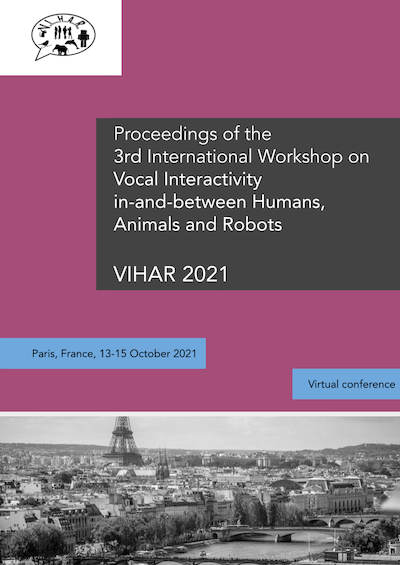 VIHAR
Proceedings of the
3rd International Workshop on
Vocal Interactivity
in-and-between Humans,
Animals and Robots
VIHAR 2021
Paris, France, 13-15 October 2021
Virtual conference